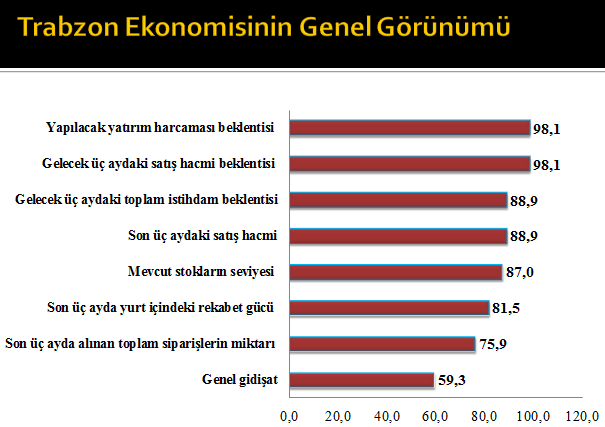 Trabzon Ekonomisinin Genel Görünümü
Yapılacak yatırım harcaması beklentisi 98,1
Gelecek üç aydaki satış hacmi beklentisi 98,1
Gelecek üç aydaki toplam istihdam beklentisi 88,9
Son üç aydaki satış hacmi 88,9
Mevcut stokların seviyesi 87,0
Son üç ayda yurt içindeki rekabet gücü 81,5
Son üç ayda alınan toplam siparişlerin miktarı 75,9
Genel gidişat 59,3
0,0 20,0 40,0 60,0 80,0 100,0 120,0